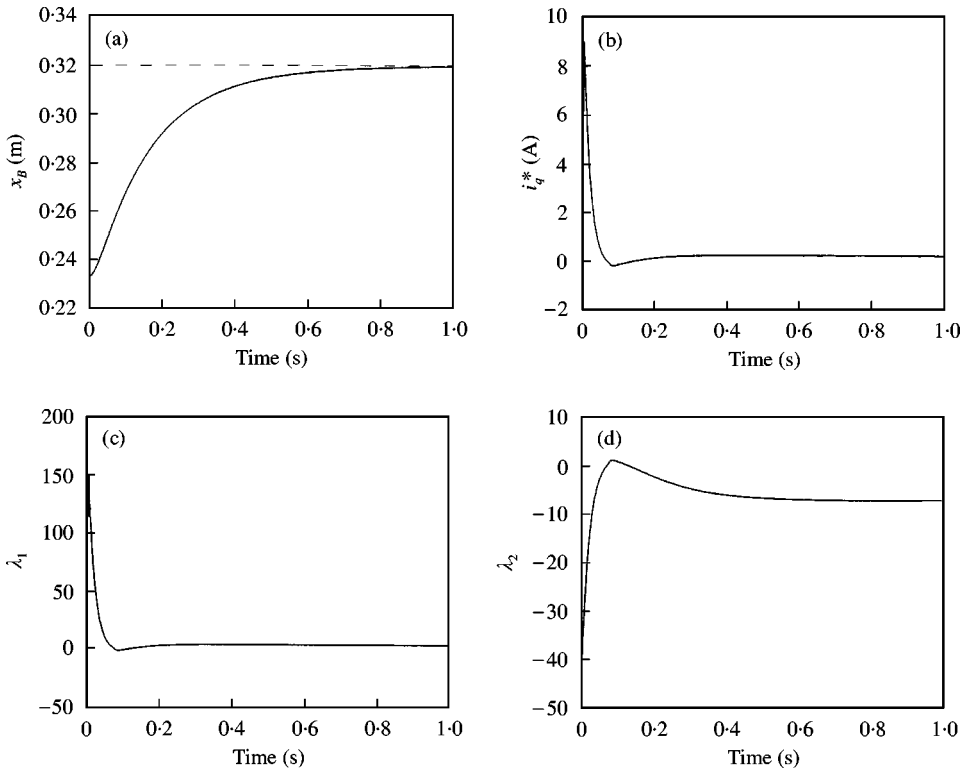 (a)
0·34
0·32
0·30
0·28
0·26
0·24
0·22
x_B (m)
0 0·2 0·4 0·6 0·8 1·0
Time (s)
(b)
10
8
6
4
2
0
−2
i_q* (A)
0 0·2 0·4 0·6 0·8 1·0
Time (s)
(c)
200
150
100
50
0
−50
λ₁
0 0·2 0·4 0·6 0·8 1·0
Time (s)
(d)
10
0
−10
−20
−30
−40
−50
λ₂
0 0·2 0·4 0·6 0·8 1·0
Time (s)